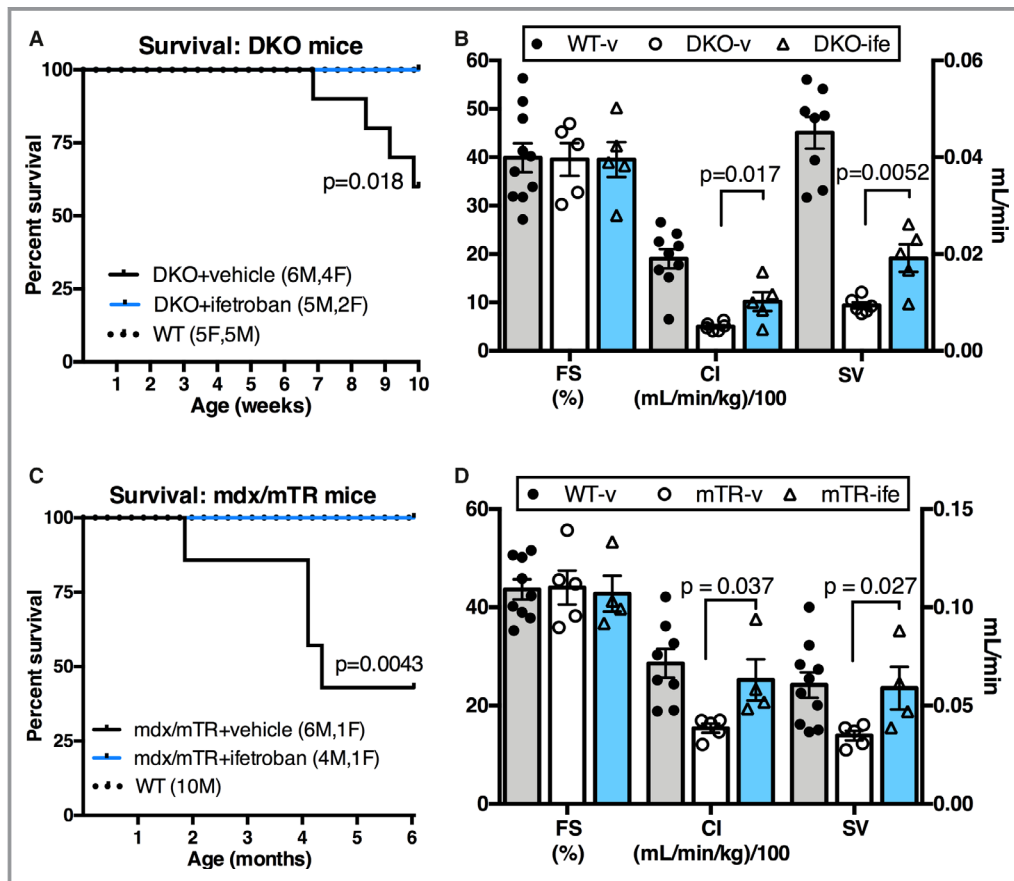 A
Survival: DKO mice
Percent survival
100
75
50
25
0
p=0.018
DKO+vehicle (6M,4F)
DKO+ifetroban (5M,2F)
WT (5F,5M)
1 2 3 4 5 6 7 8 9 10
Age (weeks)
B
WT-v DKO-v DKO-ife
60
50
40
30
20
10
0
p=0.017
p=0.0052
0.06
0.04
0.02
0.00
mL/min
FS CI SV
(%) (mL/min/kg)/100
C
Survival: mdx/mTR mice
Percent survival
100
75
50
25
0
p=0.0043
mdx/mTR+vehicle (6M,1F)
mdx/mTR+ifetroban (4M,1F)
WT (10M)
1 2 3 4 5 6
Age (months)
D
WT-v mTR-v mTR-ife
60
40
20
0
p = 0.037
p = 0.027
0.15
0.10
0.05
0.00
mL/min
FS CI SV
(%) (mL/min/kg)/100